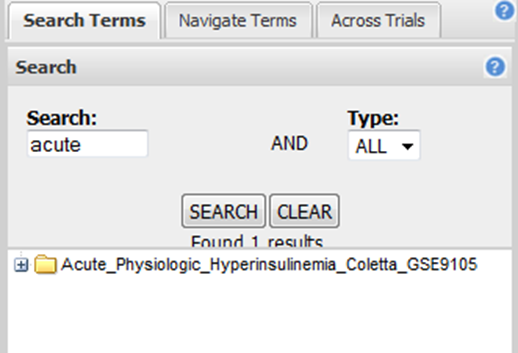 Search Terms Navigate Terms Across Trials ?
Search ?
Search: Type:
acute AND ALL
SEARCH CLEAR
Found 1 results
Acute_Physiologic_Hyperinsulinemia_Coletta_GSE9105